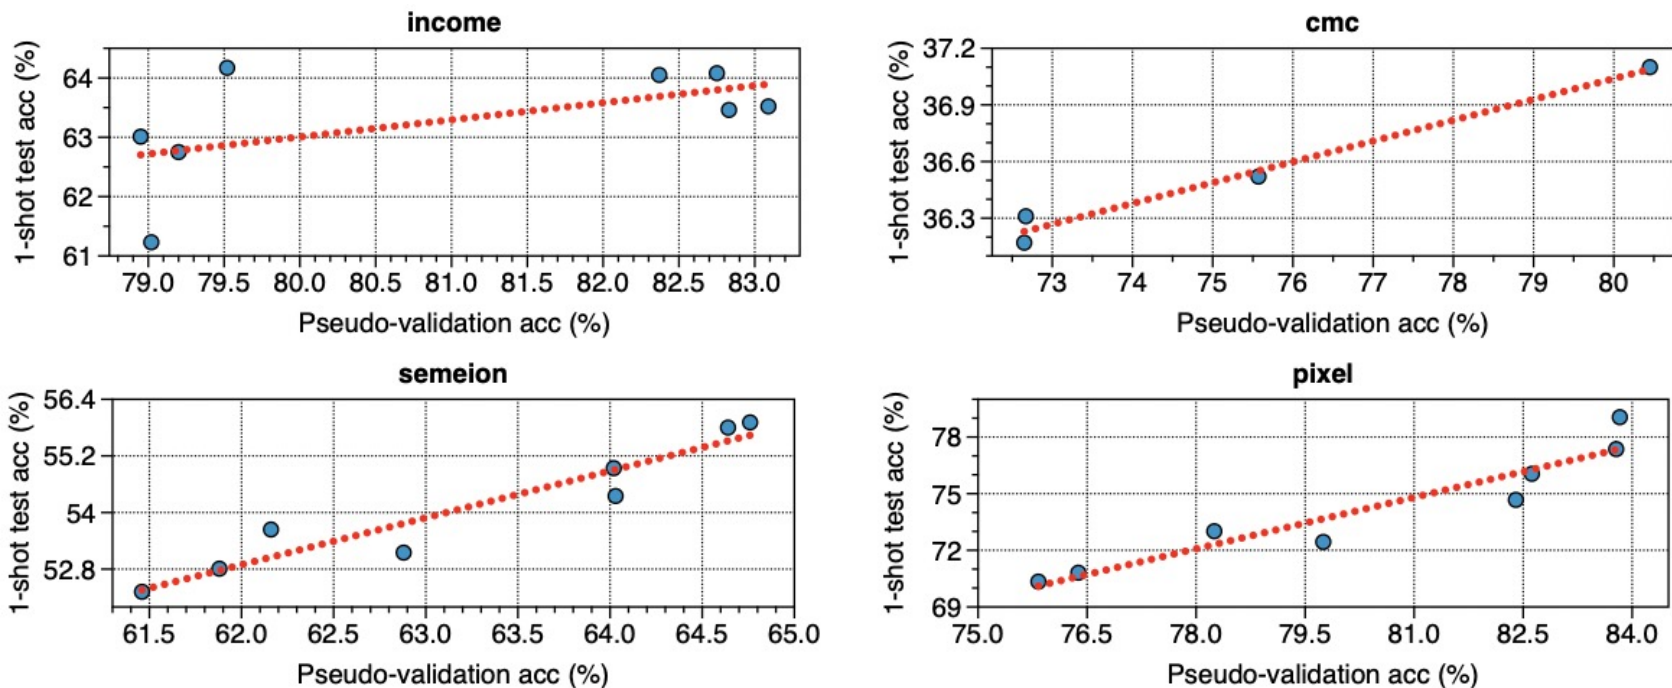 income
1-shot test acc (%)
64
63
62
61
79.0 79.5 80.0 80.5 81.0 81.5 82.0 82.5 83.0
Pseudo-validation acc (%)
cmc
1-shot test acc (%)
37.2
36.9
36.6
36.3
73 74 75 76 77 78 79 80
Pseudo-validation acc (%)
semeion
1-shot test acc (%)
56.4
55.2
54
52.8
61.5 62.0 62.5 63.0 63.5 64.0 64.5 65.0
Pseudo-validation acc (%)
pixel
1-shot test acc (%)
78
75
72
69
75.0 76.5 78.0 79.5 81.0 82.5 84.0
Pseudo-validation acc (%)